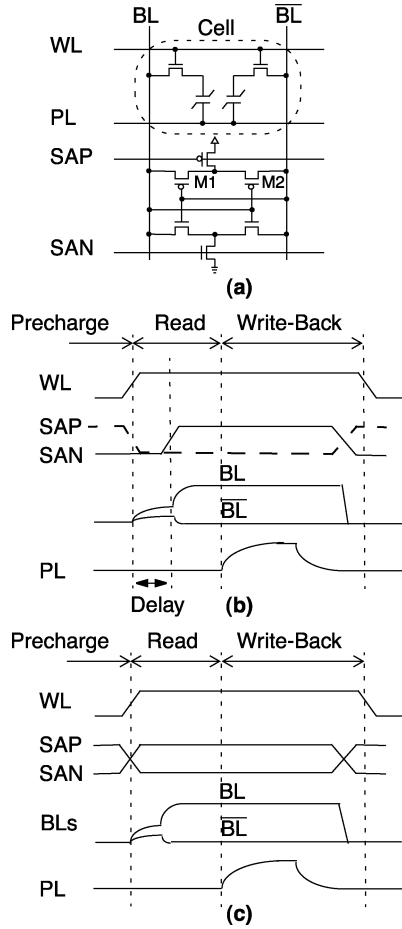 BL BL
Cell
WL
PL
SAP
M1 M2
SAN
(a)
Precharge Read Write-Back
WL
SAP
SAN
BL
BL
PL
Delay
(b)
Precharge Read Write-Back
WL
SAP
SAN
BL
BLs
BL
PL
(c)